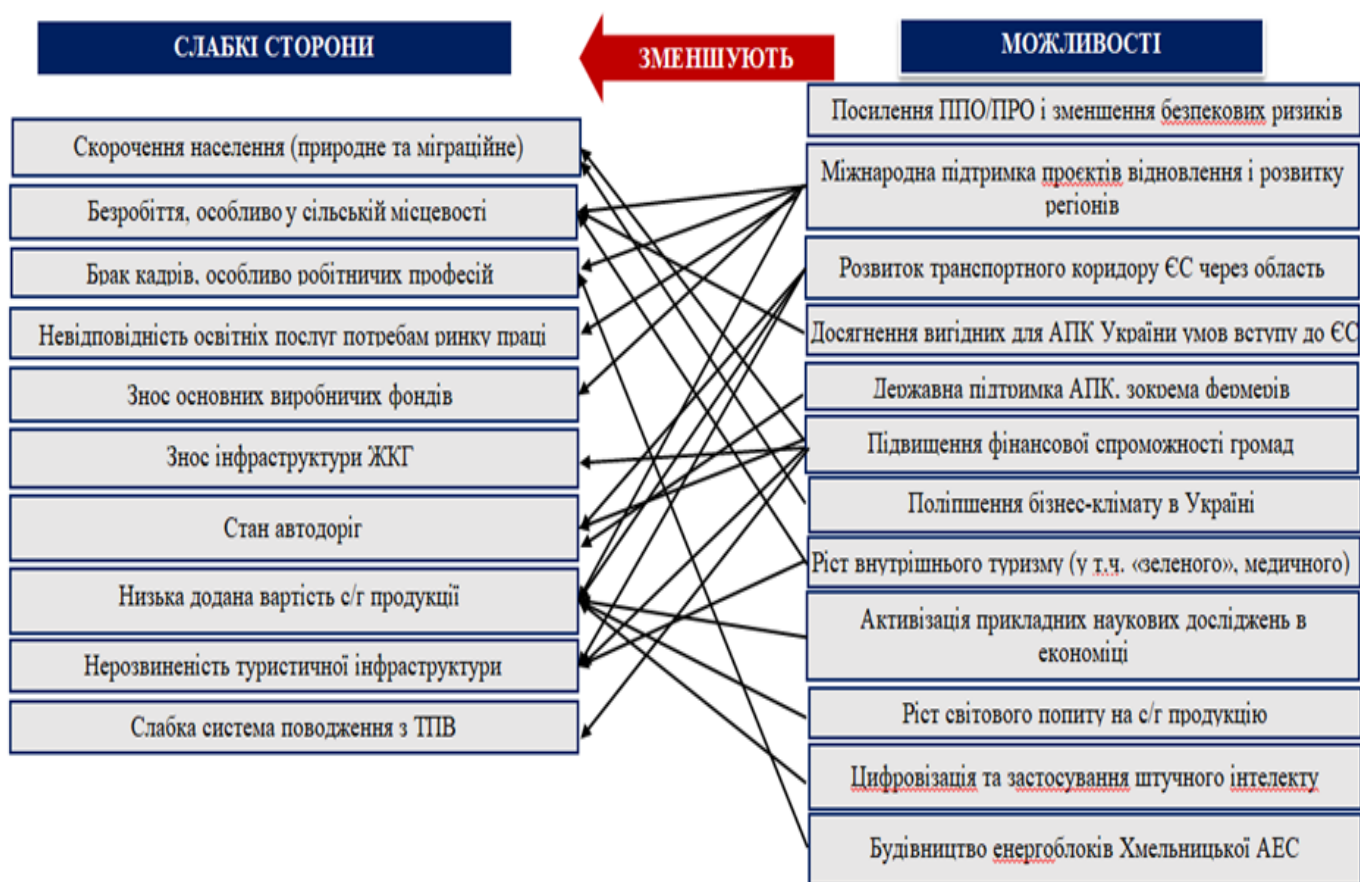 СЛАБКІ СТОРОНИ
ЗМЕНШУЮТЬ
МОЖЛИВОСТІ
Скорочення населення (природне та міграційне)
Безробіття, особливо у сільській місцевості
Брак кадрів, особливо робітничих професій
Невідповідність освітніх послуг потребам ринку праці
Знос основних виробничих фондів
Знос інфраструктури ЖКГ
Стан автодоріг
Низька додана вартість с/г продукції
Нерозвиненість туристичної інфраструктури
Слабка система поводження з ТПВ
Посилення ППО/ПРО і зменшення безпекових ризиків
Міжнародна підтримка проєктів відновлення і розвитку
регіонів
Розвиток транспортного коридору ЄС через область
Досягнення вигідних для АПК України умов вступу до ЄС
Державна підтримка АПК, зокрема фермерів
Підвищення фінансової спроможності громад
Поліпшення бізнес-клімату в Україні
Ріст внутрішнього туризму (у т.ч. «зеленого», медичного)
Активізація прикладних наукових досліджень в
економіці
Ріст світового попиту на с/г продукцію
Цифровізація та застосування штучного інтелекту
Будівництво енергоблоків Хмельницької АЕС